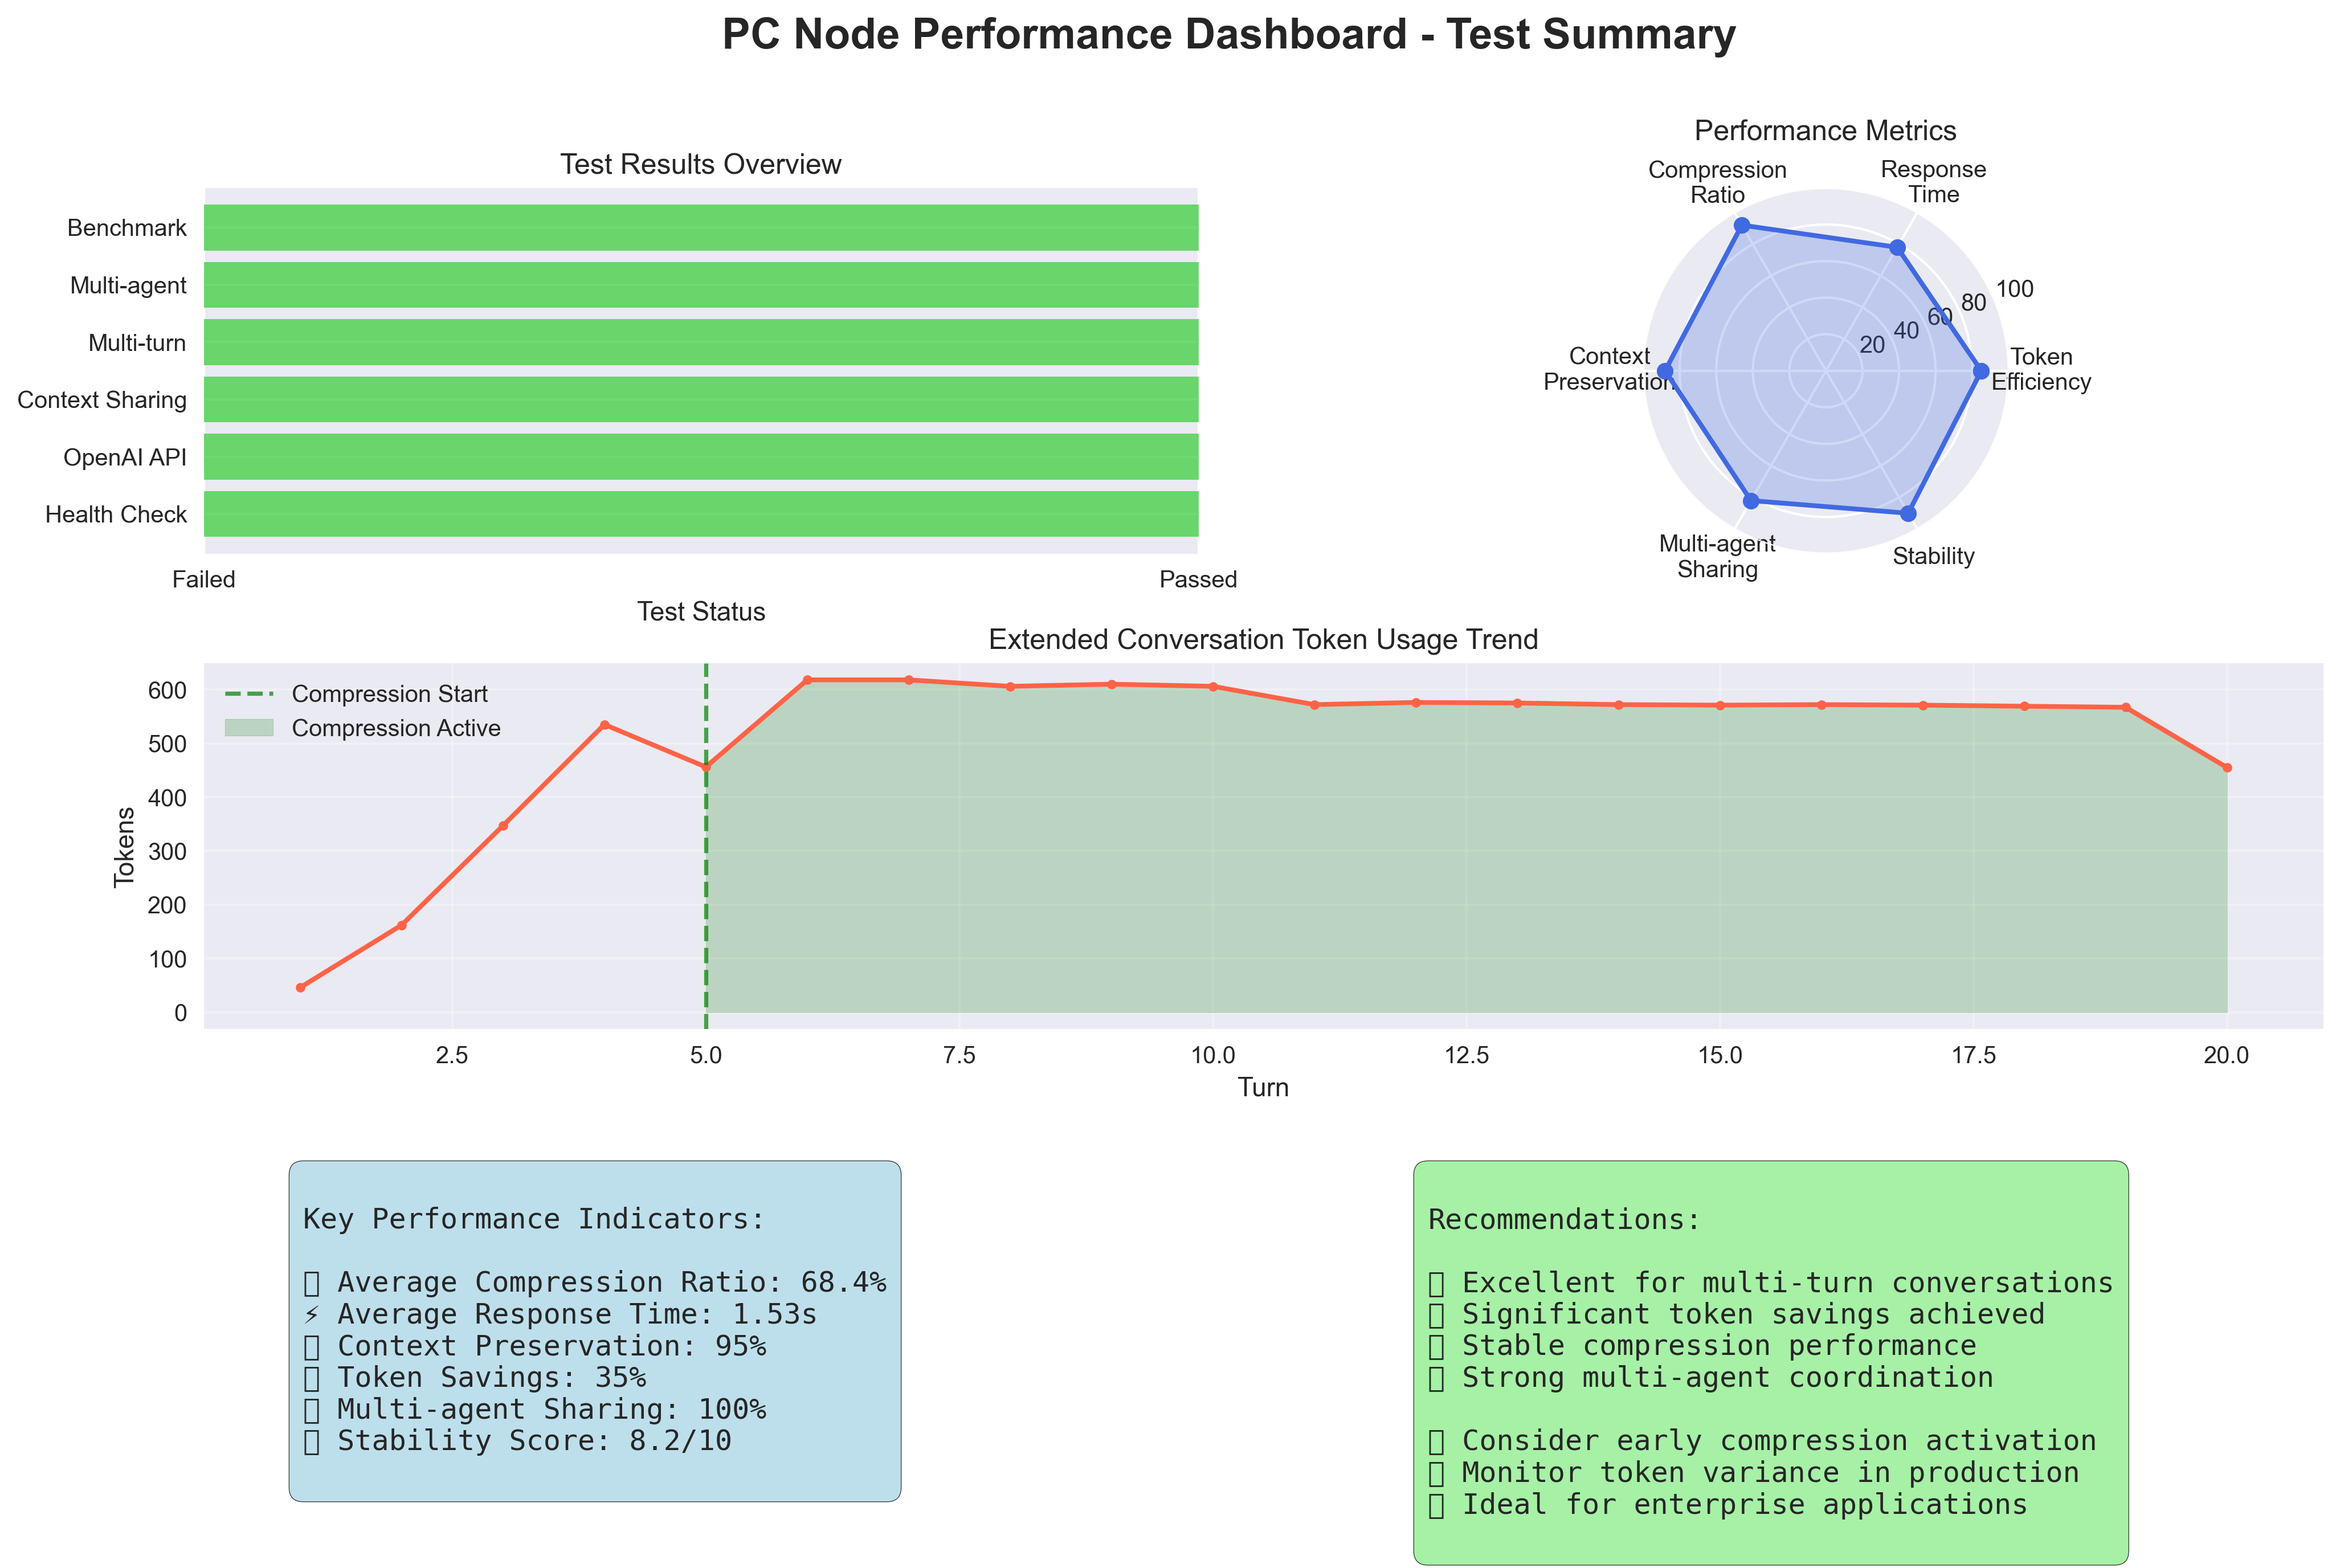 PC Node Performance Dashboard - Test Summary
Test Results Overview
Benchmark
Multi-agent
Multi-turn
Context Sharing
OpenAI API
Health Check
Failed
Passed
Test Status
Performance Metrics
Compression
Ratio
Response
Time
Context
Preservation
Token
Efficiency
Multi-agent
Sharing
Stability
20
40
60
80
100
Extended Conversation Token Usage Trend
Compression Start
Compression Active
Tokens
600
500
400
300
200
100
0
2.5
5.0
7.5
10.0
12.5
15.0
17.5
20.0
Turn
Key Performance Indicators:
Average Compression Ratio: 68.4%
⚡ Average Response Time: 1.53s
Context Preservation: 95%
Token Savings: 35%
Multi-agent Sharing: 100%
Stability Score: 8.2/10
Recommendations:
Excellent for multi-turn conversations
Significant token savings achieved
Stable compression performance
Strong multi-agent coordination
Consider early compression activation
Monitor token variance in production
Ideal for enterprise applications